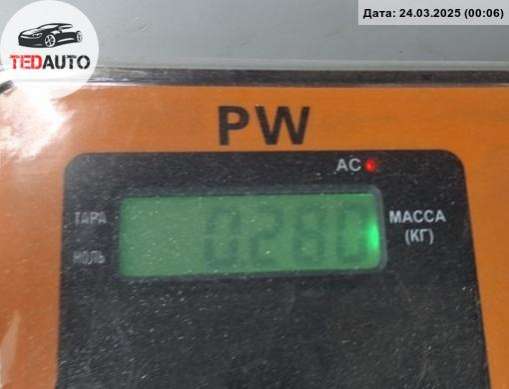 Дата: 24.03.2025 (00:06)
TEDAUTO
PW
AC
ТАРА
МАССА
(КГ)
НОЛЬ
0.280